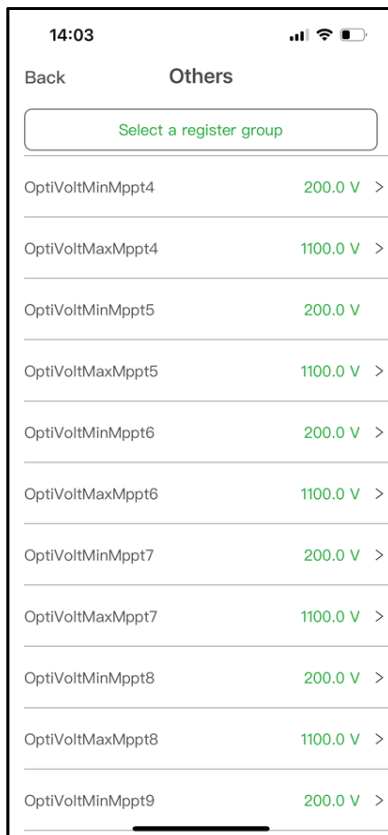 14:03
Back Others
Select a register group
OptiVoltMinMppt4 200.0 V >
OptiVoltMaxMppt4 1100.0 V >
OptiVoltMinMppt5 200.0 V
OptiVoltMaxMppt5 1100.0 V >
OptiVoltMinMppt6 200.0 V >
OptiVoltMaxMppt6 1100.0 V >
OptiVoltMinMppt7 200.0 V >
OptiVoltMaxMppt7 1100.0 V >
OptiVoltMinMppt8 200.0 V >
OptiVoltMaxMppt8 1100.0 V >
OptiVoltMinMppt9 200.0 V >